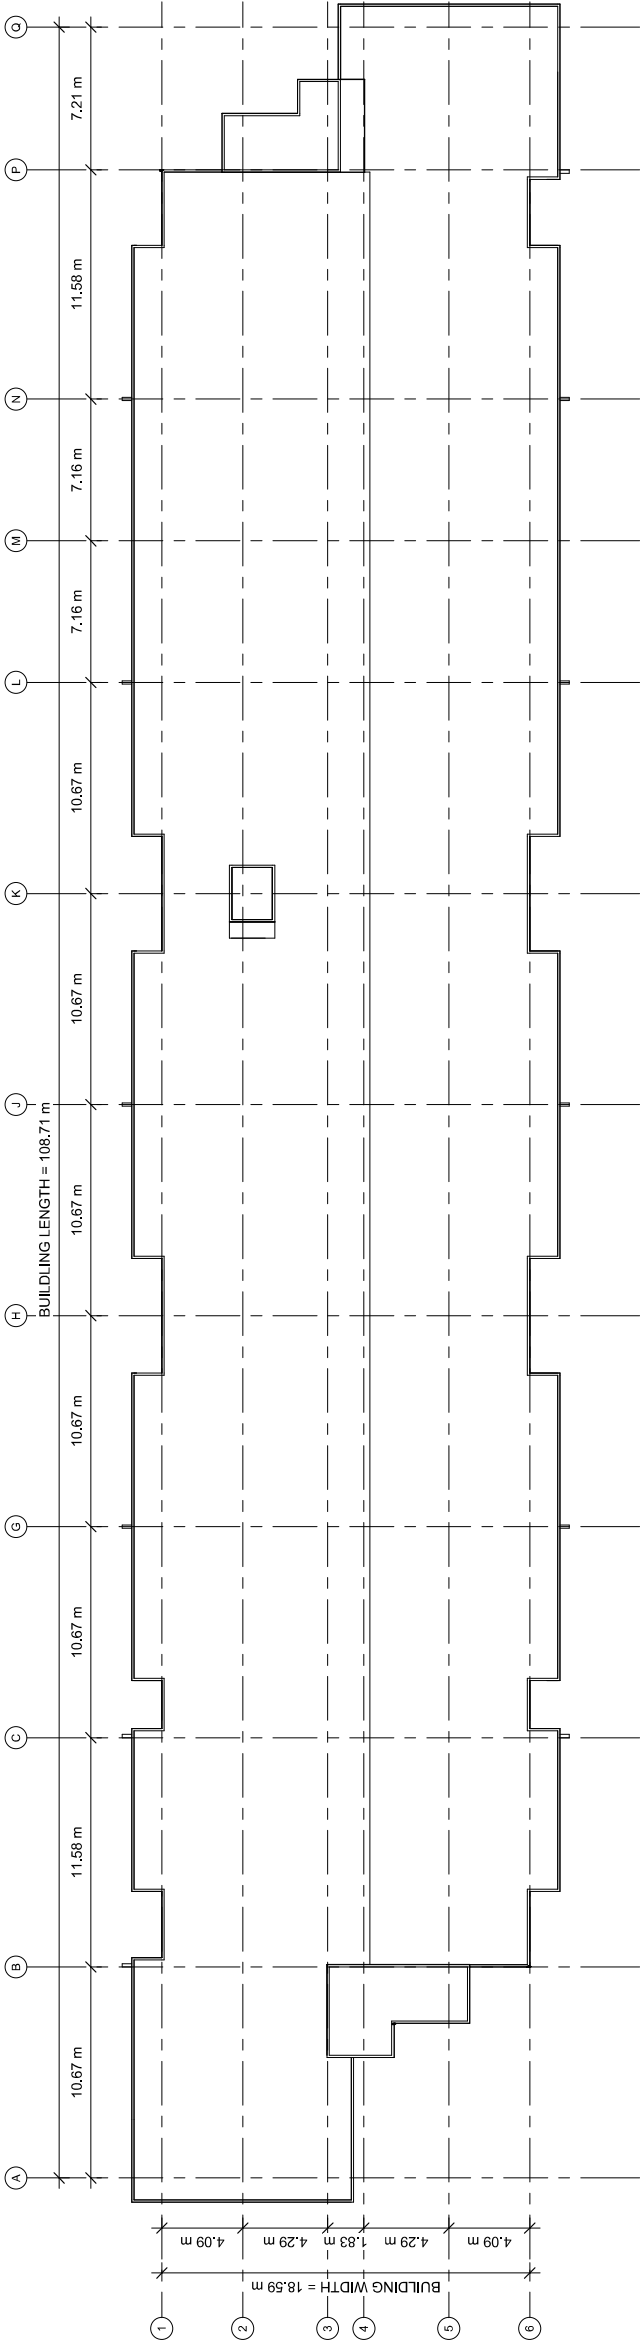 Q
7.21 m
P
11.58 m
N
7.16 m
M
7.16 m
L
10.67 m
K
10.67 m
J
BUILDLING LENGTH = 108.71 m
10.67 m
H
10.67 m
G
10.67 m
C
11.58 m
B
10.67 m
A
4.09 m
4.29 m
1.83 m
4.29 m
4.09 m
BUILDING WIDTH = 18.59 m
1
2
3
4
5
6